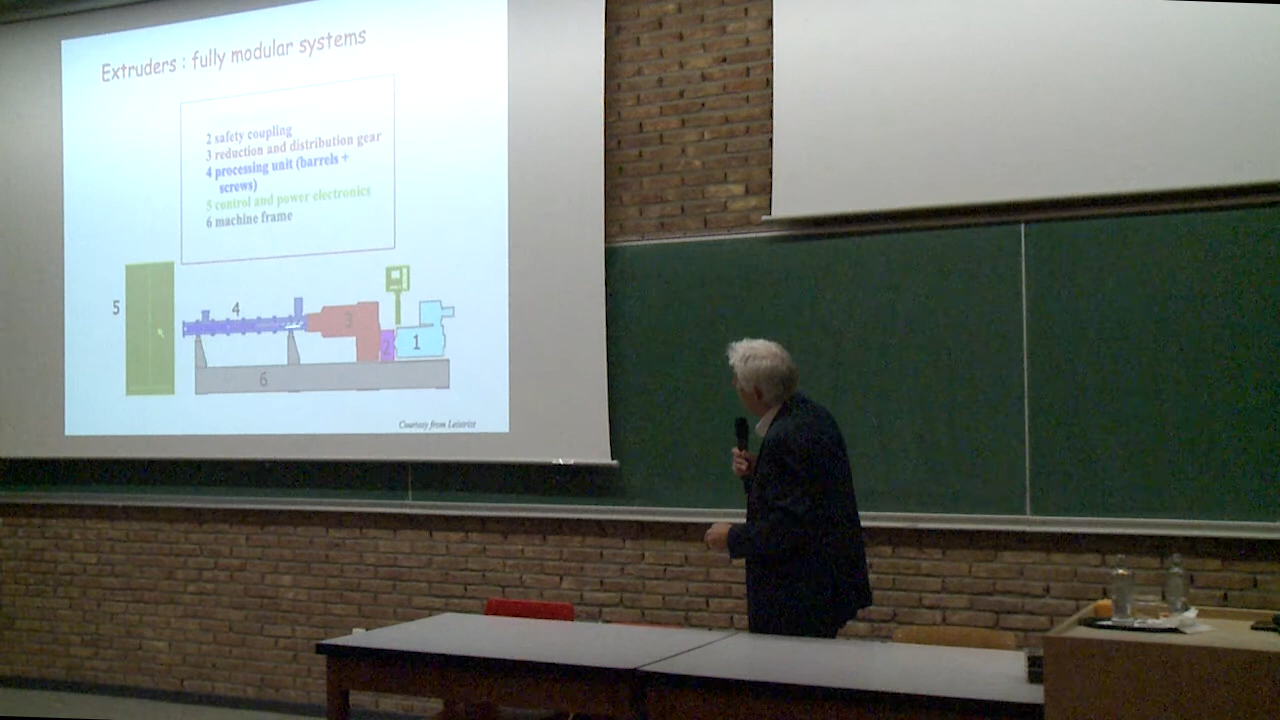 Extruders : fully modular systems
2 safety coupling
3 reduction and distribution gear
4 processing unit (barrels +
screws)
5 control and power electronics
6 machine frame
5
4
3
2
1
6
Courtesy from Leistritz